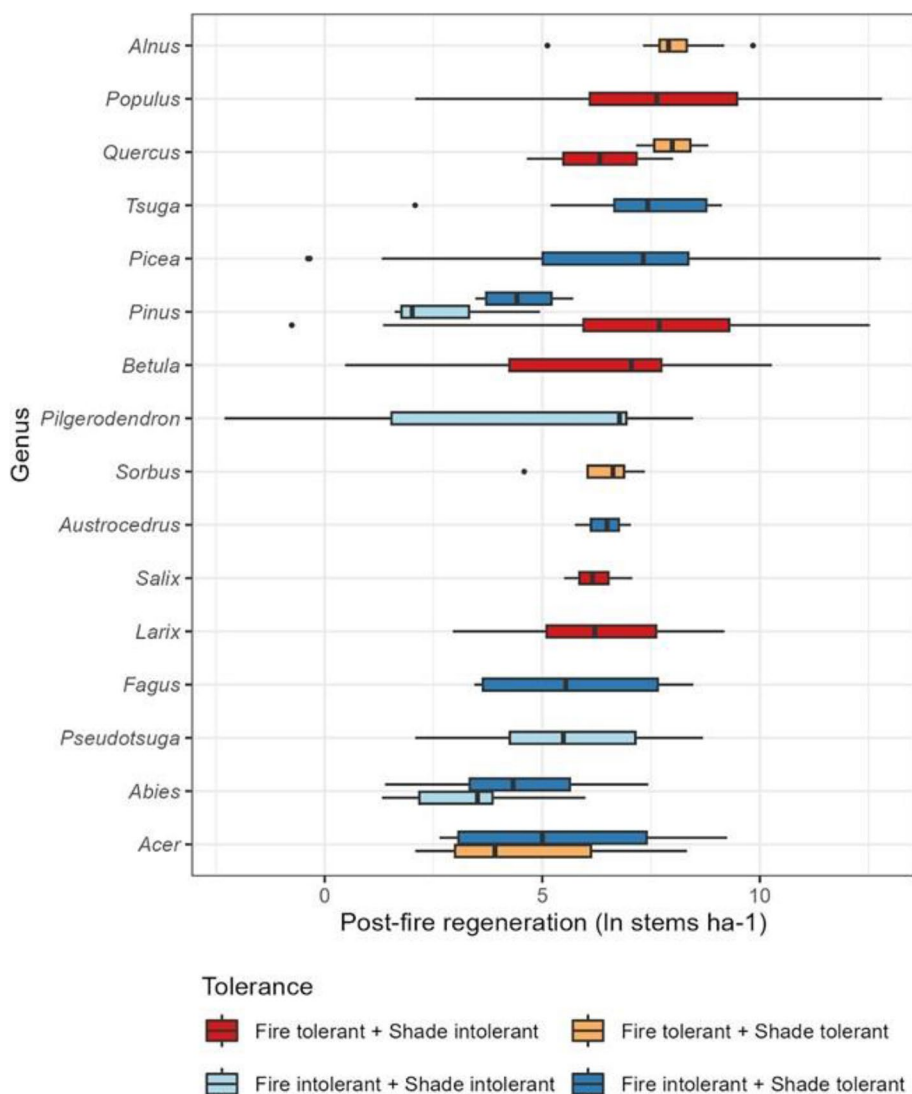 Genus
Alnus
Populus
Quercus
Tsuga
Picea
Pinus
Betula
Pilgerodendron
Sorbus
Austrocedrus
Salix
Larix
Fagus
Pseudotsuga
Abies
Acer
0 5 10
Post-fire regeneration (ln stems ha-1)
Tolerance
Fire tolerant + Shade intolerant Fire tolerant + Shade tolerant
Fire intolerant + Shade intolerant Fire intolerant + Shade tolerant